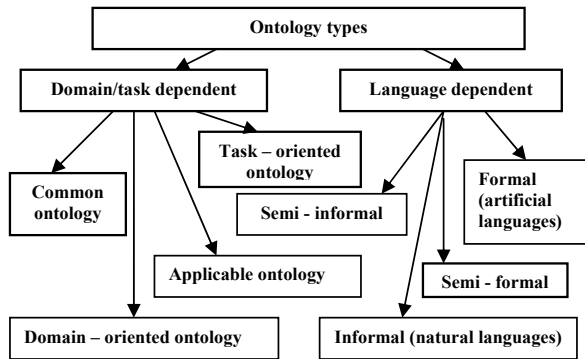 Ontology types
Domain/task dependent
Language dependent
Task – oriented
ontology
Common
ontology
Formal
(artificial
languages)
Semi - informal
Applicable ontology
Semi - formal
Domain – oriented ontology
Informal (natural languages)